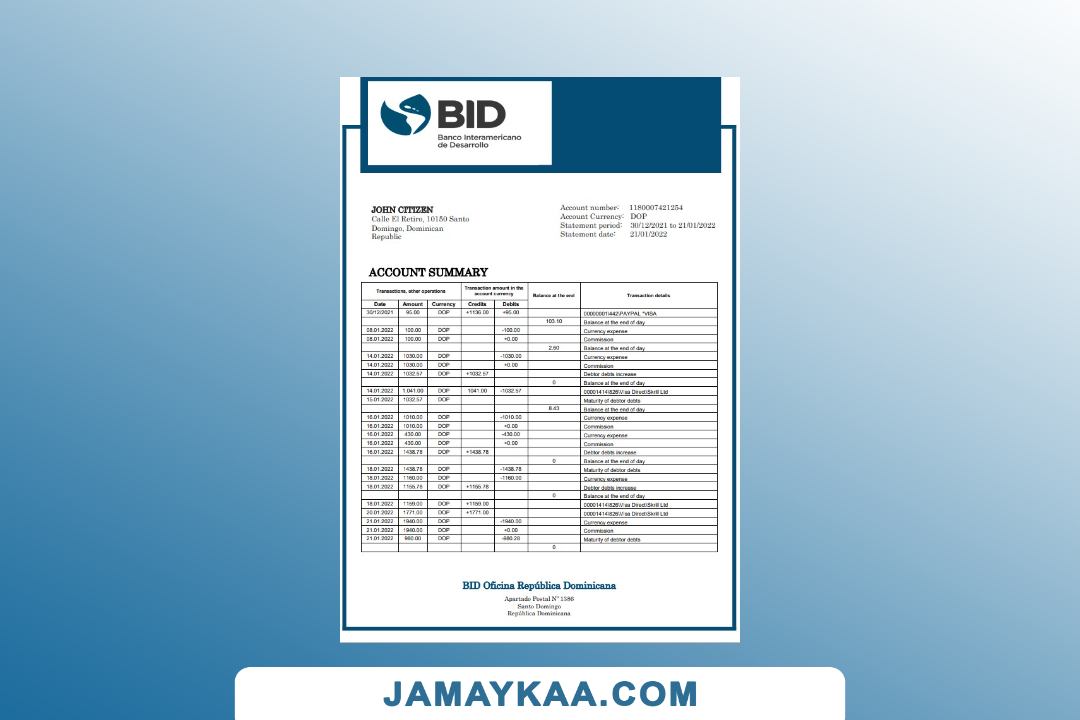 BID
Banco Interamericano
de Desarrollo
JOHN CITIZEN
Calle El Retiro, 10150 Santo
Domingo, Dominican
Republic
Account number: 1180007421254
Account Currency: DOP
Statement period: 30/12/2021 to 21/01/2022
Statement date: 21/01/2022
ACCOUNT SUMMARY
Transactions, other operations Transaction amount in the account currency Balance at the end Transaction details
Date Amount Currency Credits Debits
30/12/2021 95.00 DOP +1136.00 +95.00 00000001\442\PAYPAL *VISA
103.10 Balance at the end of day
08.01.2022 100.00 DOP -100.00 Currency expense
08.01.2022 100.00 DOP +0.00 Commission
2.60 Balance at the end of day
14.01.2022 1030.00 DOP -1030.00 Currency expense
14.01.2022 1030.00 DOP +0.00 Commission
14.01.2022 1032.57 DOP +1032.57 Debtor debts increase
0 Balance at the end of day
14.01.2022 1.041.00 DOP 1041.00 -1032.57 00001414\826\Visa Direct\Skrill Ltd
15.01.2022 1032.57 DOP Maturity of debtor debts
8.43 Balance at the end of day
16.01.2022 1010.00 DOP -1010.00 Currency expense
16.01.2022 1010.00 DOP +0.00 Commission
16.01.2022 430.00 DOP -430.00 Currency expense
16.01.2022 430.00 DOP +0.00 Commission
16.01.2022 1438.78 DOP +1438.78 Debtor debts increase
0 Balance at the end of day
18.01.2022 1438.78 DOP -1438.78 Maturity of debtor debts
18.01.2022 1160.00 DOP -1160.00 Currency expense
18.01.2022 1155.78 DOP +1155.78 Debtor debts increase
0 Balance at the end of day
18.01.2022 1159.00 DOP +1159.00 00001414\826\Visa Direct\Skrill Ltd
20.01.2022 1771.00 DOP +1771.00 00001414\826\Visa Direct\Skrill Ltd
21.01.2022 1940.00 DOP -1940.00 Currency expense
21.01.2022 1940.00 DOP +0.00 Commission
21.01.2022 980.00 DOP -980.28 Maturity of debtor debts
0
BID Oficina República Dominicana
Apartado Postal Nº 1386
Santo Domingo
República Dominicana
JAMAYKAA.COM